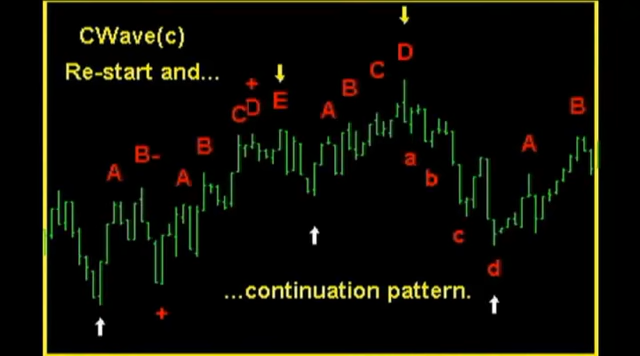 CWave(c)
Re-start and...
A
B-
A
B
C
+
D
E
A
B
C
D
a
b
c
d
A
B
+
...continuation pattern.